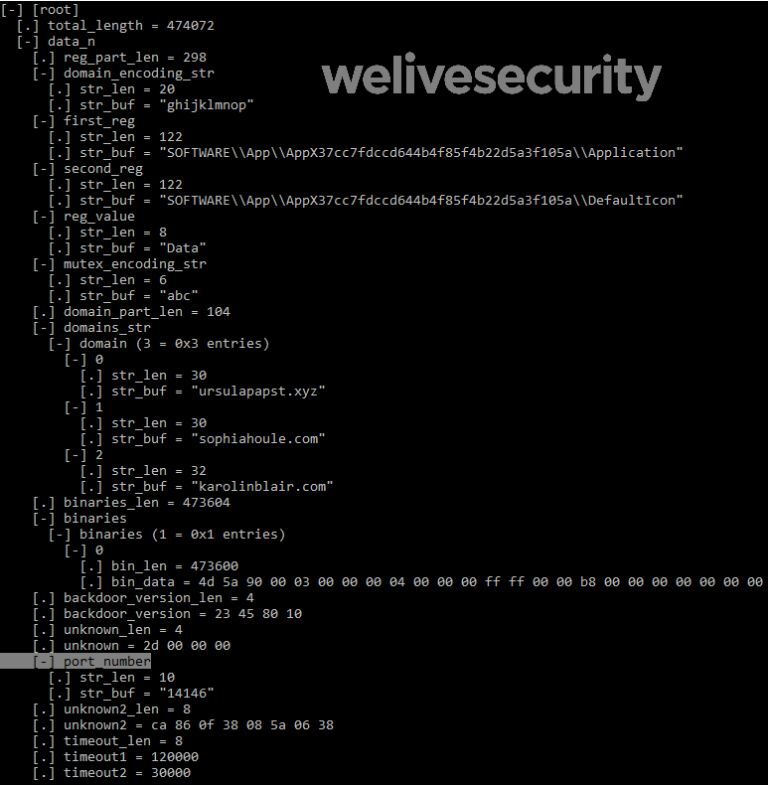 [-] [root]
[.] total_length = 474072
[-] data_n
[.] reg_part_len = 298
[-] domain_encoding_str
[.] str_len = 20
[.] str_buf = "ghijklmnop"
[-] first_reg
[.] str_len = 122
[.] str_buf = "SOFTWARE\\App\\AppX37cc7fdccd644b4f85f4b22d5a3f105a\\Application"
[-] second_reg
[.] str_len = 122
[.] str_buf = "SOFTWARE\\App\\AppX37cc7fdccd644b4f85f4b22d5a3f105a\\DefaultIcon"
[-] reg_value
[.] str_len = 8
[.] str_buf = "Data"
[-] mutex_encoding_str
[.] str_len = 6
[.] str_buf = "abc"
[.] domain_part_len = 104
[-] domains_str
[-] domain (3 = 0x3 entries)
[-] 0
[.] str_len = 30
[.] str_buf = "ursulapapst.xyz"
[-] 1
[.] str_len = 30
[.] str_buf = "sophiahoule.com"
[-] 2
[.] str_len = 32
[.] str_buf = "karolinblair.com"
[.] binaries_len = 473604
[-] binaries
[-] binaries (1 = 0x1 entries)
[-] 0
[.] bin_len = 473600
[.] bin_data = 4d 5a 90 00 03 00 00 00 04 00 00 00 ff ff 00 00 b8 00 00 00 00 00 00 00
[.] backdoor_version_len = 4
[.] backdoor_version = 23 45 80 10
[.] unknown_len = 4
[.] unknown = 2d 00 00 00
[-] port_number
[.] str_len = 10
[.] str_buf = "14146"
[.] unknown2_len = 8
[.] unknown2 = ca 86 0f 38 08 5a 06 38
[.] timeout_len = 8
[.] timeout1 = 120000
[.] timeout2 = 30000
welivesecurity